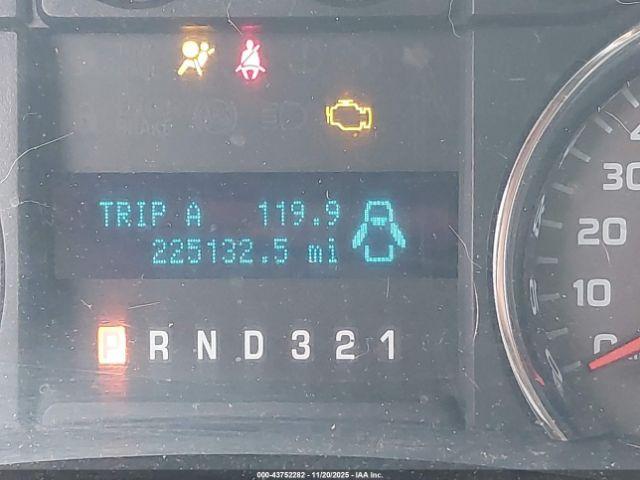 TRIP A 119.9
225132.5 mi
P R N D 3 2 1
30
20
10
0
000-43752282 - 11/20/2025 - IAA Inc.